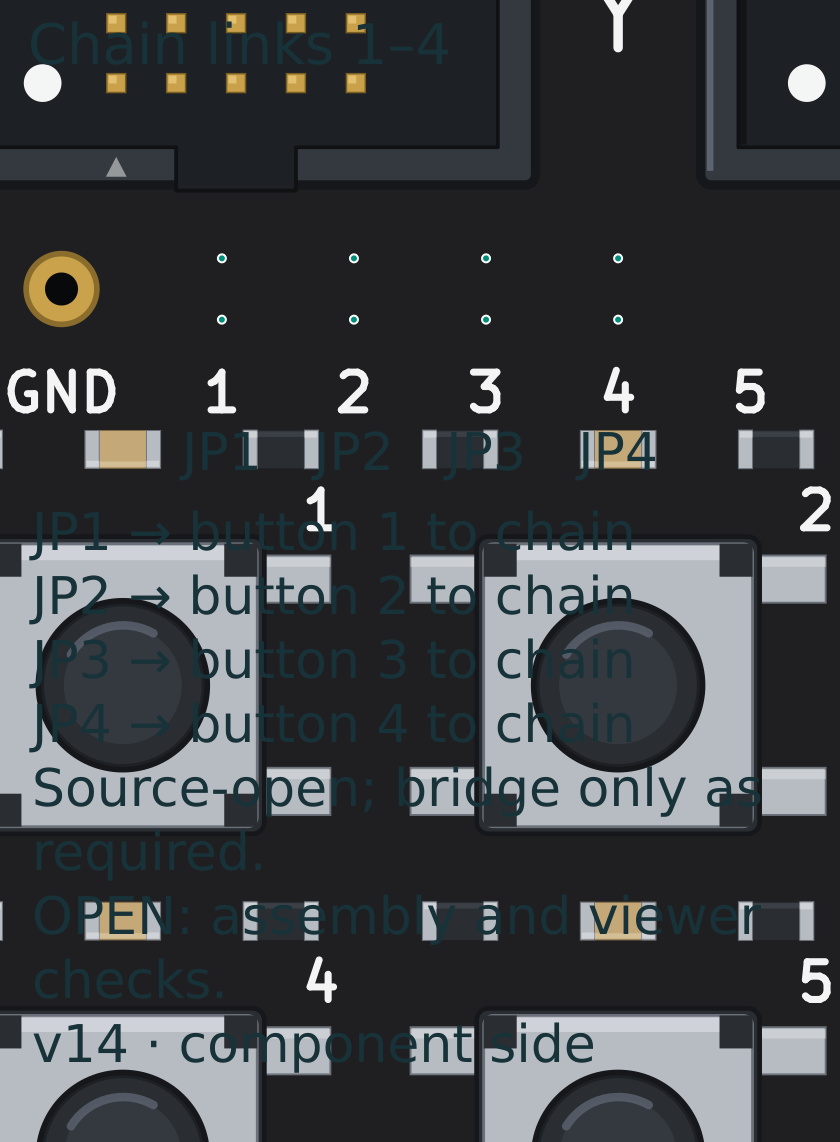 Chain links 1–4
Y
GND 1 2 3 4 5
JP1 JP2 JP3 JP4
1 2
JP1 → button 1 to chain
JP2 → button 2 to chain
JP3 → button 3 to chain
JP4 → button 4 to chain
Source-open; bridge only as
required.
OPEN: assembly and viewer
checks.
4 5
v14 · component side